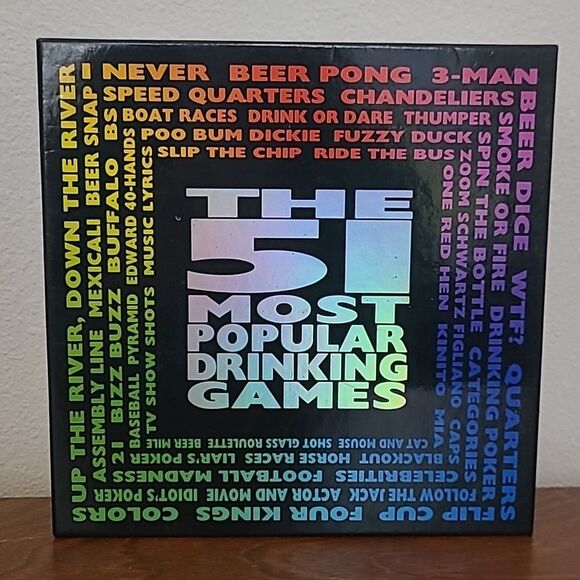 I NEVER BEER PONG 3-MAN
SPEED QUARTERS CHANDELIERS
BOAT RACES DRINK OR DARE THUMPER
POO BUM DICKIE FUZZY DUCK
SLIP THE CHIP RIDE THE BUS
BEER DICE WTF? QUARTERS
SMOKE OR FIRE DRINKING POKER
SPIN THE BOTTLE CATEGORIES
ZOOM SCHWARTZ FIGLIANO CAPS
ONE RED HEN KINITO MIA
THE
51
MOST
POPULAR
DRINKING
GAMES
FLIP CUP FOUR KINGS COLORS
FOLLOW THE JACK ACTOR AND MOVIE IDIOT'S POKER
CELEBRITIES FOOTBALL MADNESS
BLACKOUT HORSE RACES LIAR'S POKER
CAT AND MOUSE SHOT GLASS ROULETTE BEER MILE
UP THE RIVER, DOWN THE RIVER
ASSEMBLY LINE MEXICALI BEER SNAP
21 BIZZ BUZZ BUFFALO BS
BASEBALL PYRAMID EDWARD 40-HANDS
TV SHOW SHOTS MUSIC LYRICS